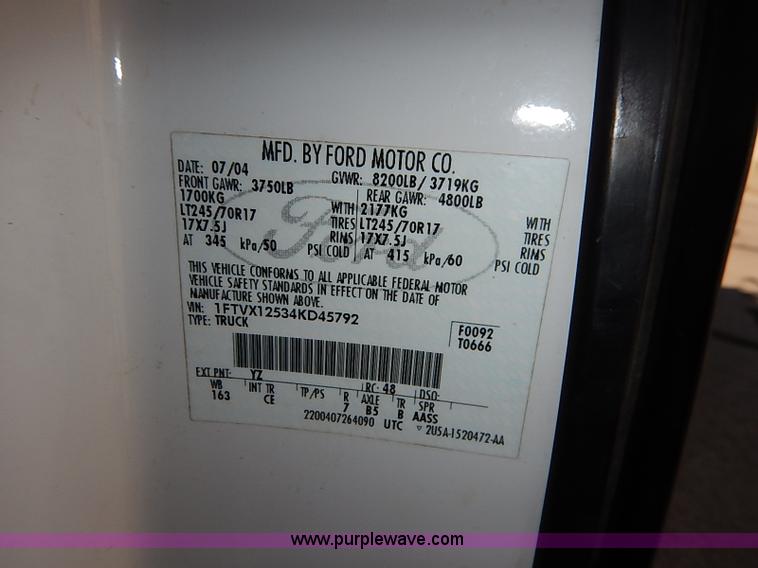 MFD. BY FORD MOTOR CO.
DATE: 07/04 GVWR: 8200LB/3719KG
FRONT GAWR: 3750LB REAR GAWR: 4800LB
1700KG WITH 2177KG WITH
LT245/70R17 TIRES LT245/70R17 TIRES
17X7.5J RIMS 17X7.5J RIMS
AT 345 kPa/50 PSI COLD AT 415 kPa/60 PSI COLD
Ford
THIS VEHICLE CONFORMS TO ALL APPLICABLE FEDERAL MOTOR
VEHICLE SAFETY STANDARDS IN EFFECT ON THE DATE OF
MANUFACTURE SHOWN ABOVE.
VIN: 1FTVX12534KD45792 F0092
TYPE: TRUCK T0666
EXT PNT: YZ RC: 48 DSO:
WB INT TR TP/PS R AXLE TR SPR
163 CE 7 B5 B AASS
2200407264090 UTC ▽ 2U5A-1520472-AA
www.purplewave.com